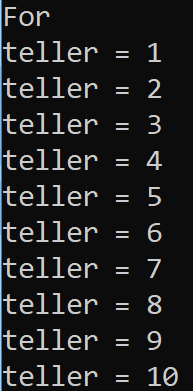 For
teller = 1
teller = 2
teller = 3
teller = 4
teller = 5
teller = 6
teller = 7
teller = 8
teller = 9
teller = 10